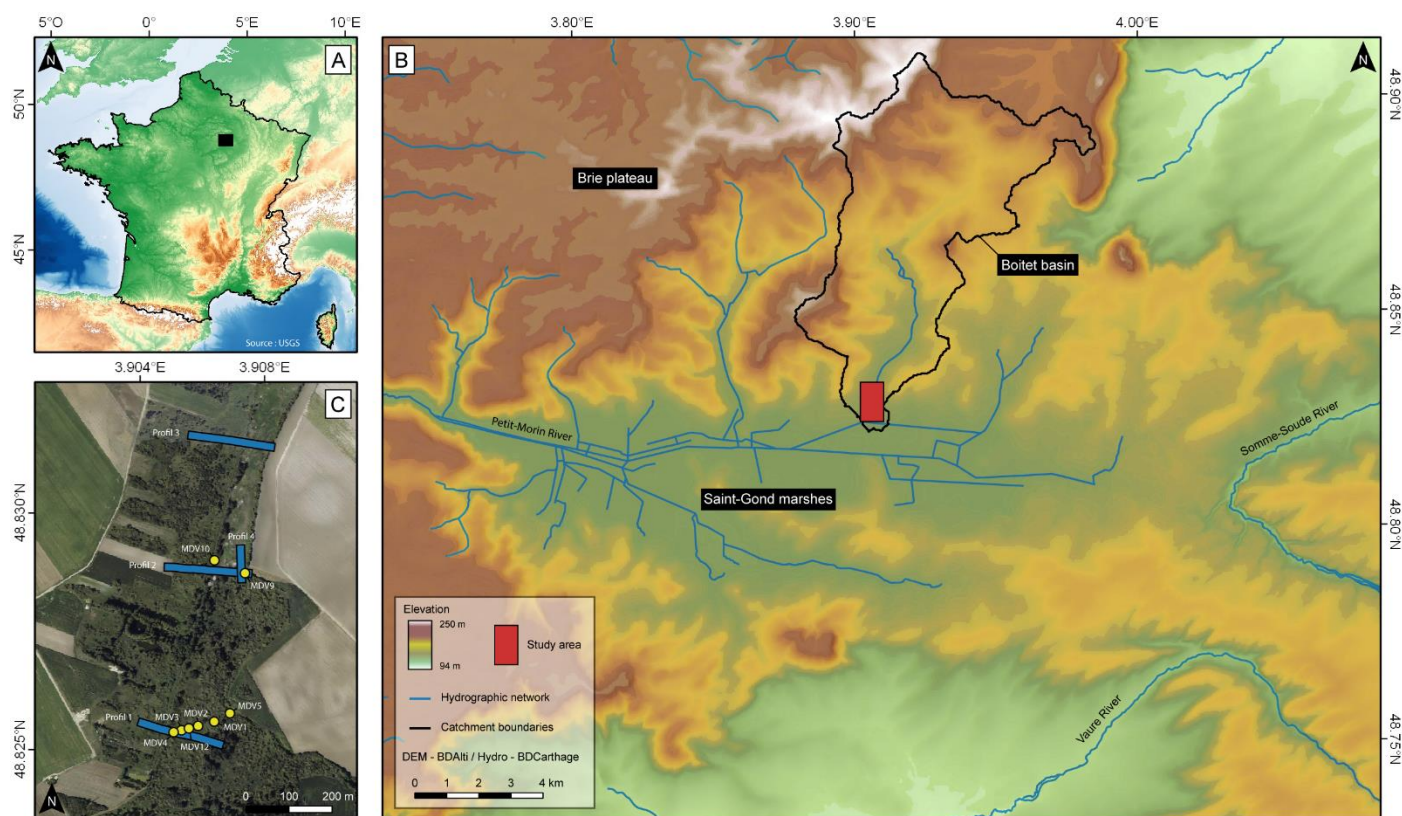 5°O 0° 5°E 10°E
N
A
50°N
45°N
Source : USGS
3.80°E 3.90°E 4.00°E
B
N
48.90°N
48.85°N
48.80°N
48.75°N
Brie plateau
Boitet basin
Petit-Morin River
Saint-Gond marshes
Somme-Soude River
Vaure River
Elevation
250 m
94 m
Study area
Hydrographic network
Catchment boundaries
DEM - BDAlti / Hydro - BDCarthage
0 1 2 3 4 km
3.904°E 3.908°E
C
48.830°N
48.825°N
Profil 3
MDV10
Profil 4
Profil 2
MDV9
Profil 1
MDV3
MDV2
MDV5
MDV4
MDV12
MOV1
N
0 100 200 m